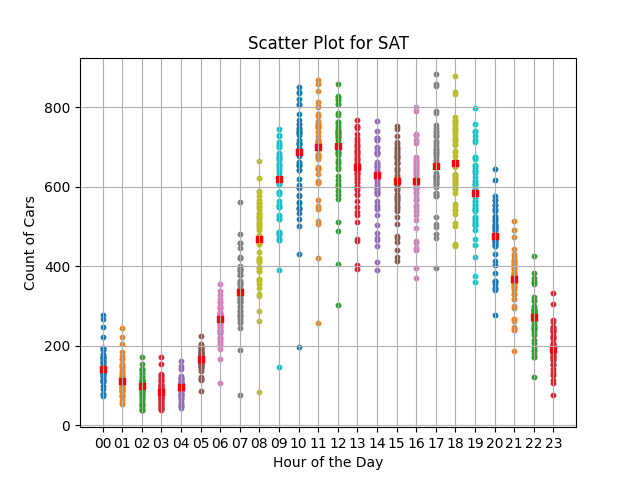 Scatter Plot for SAT
Count of Cars
800
600
400
200
0
00 01 02 03 04 05 06 07 08 09 10 11 12 13 14 15 16 17 18 19 20 21 22 23
Hour of the Day